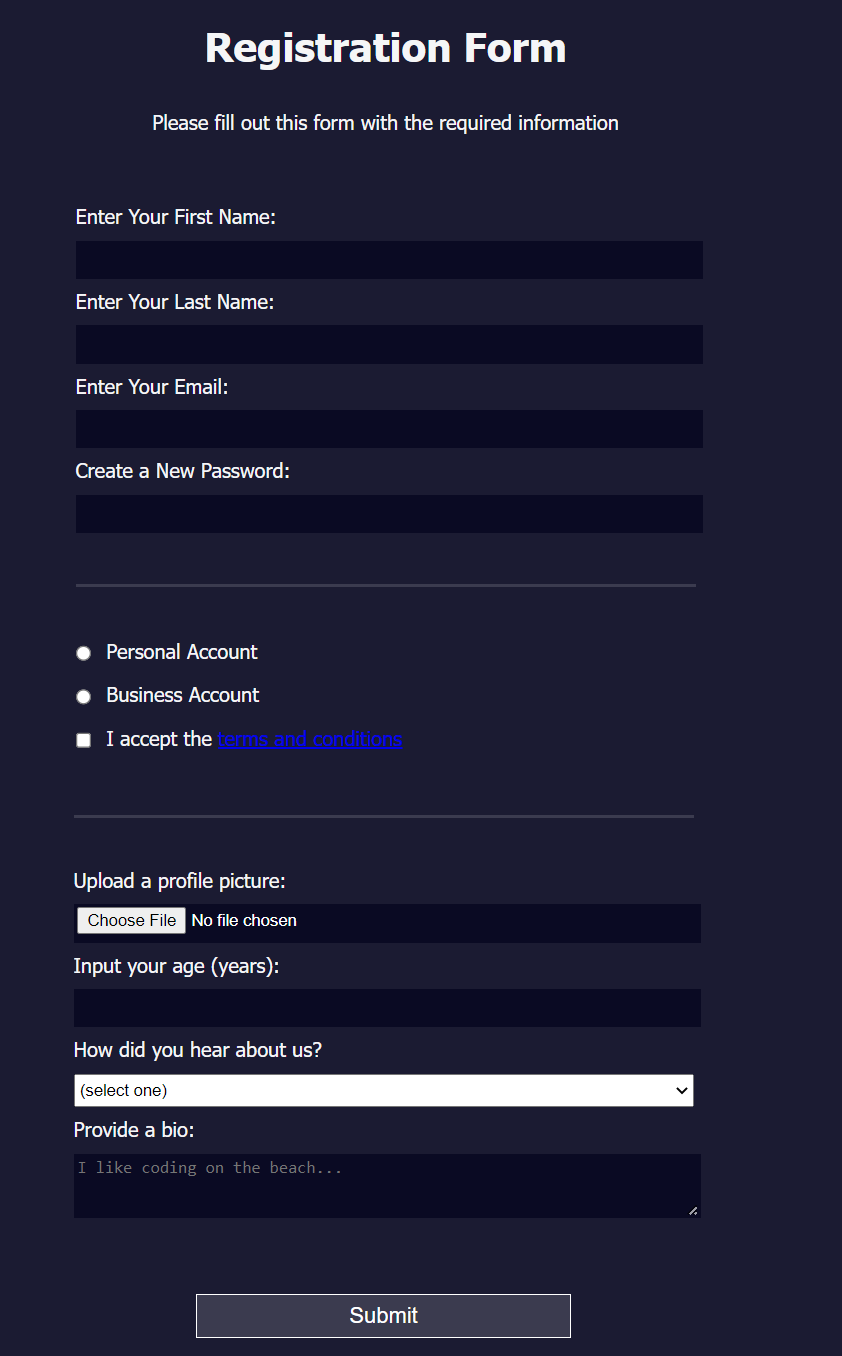 Registration Form
Please fill out this form with the required information
Enter Your First Name:
Enter Your Last Name:
Enter Your Email:
Create a New Password:
Personal Account
Business Account
I accept the terms and conditions
Upload a profile picture:
Choose File No file chosen
Input your age (years):
How did you hear about us?
(select one)
Provide a bio:
I like coding on the beach...
Submit